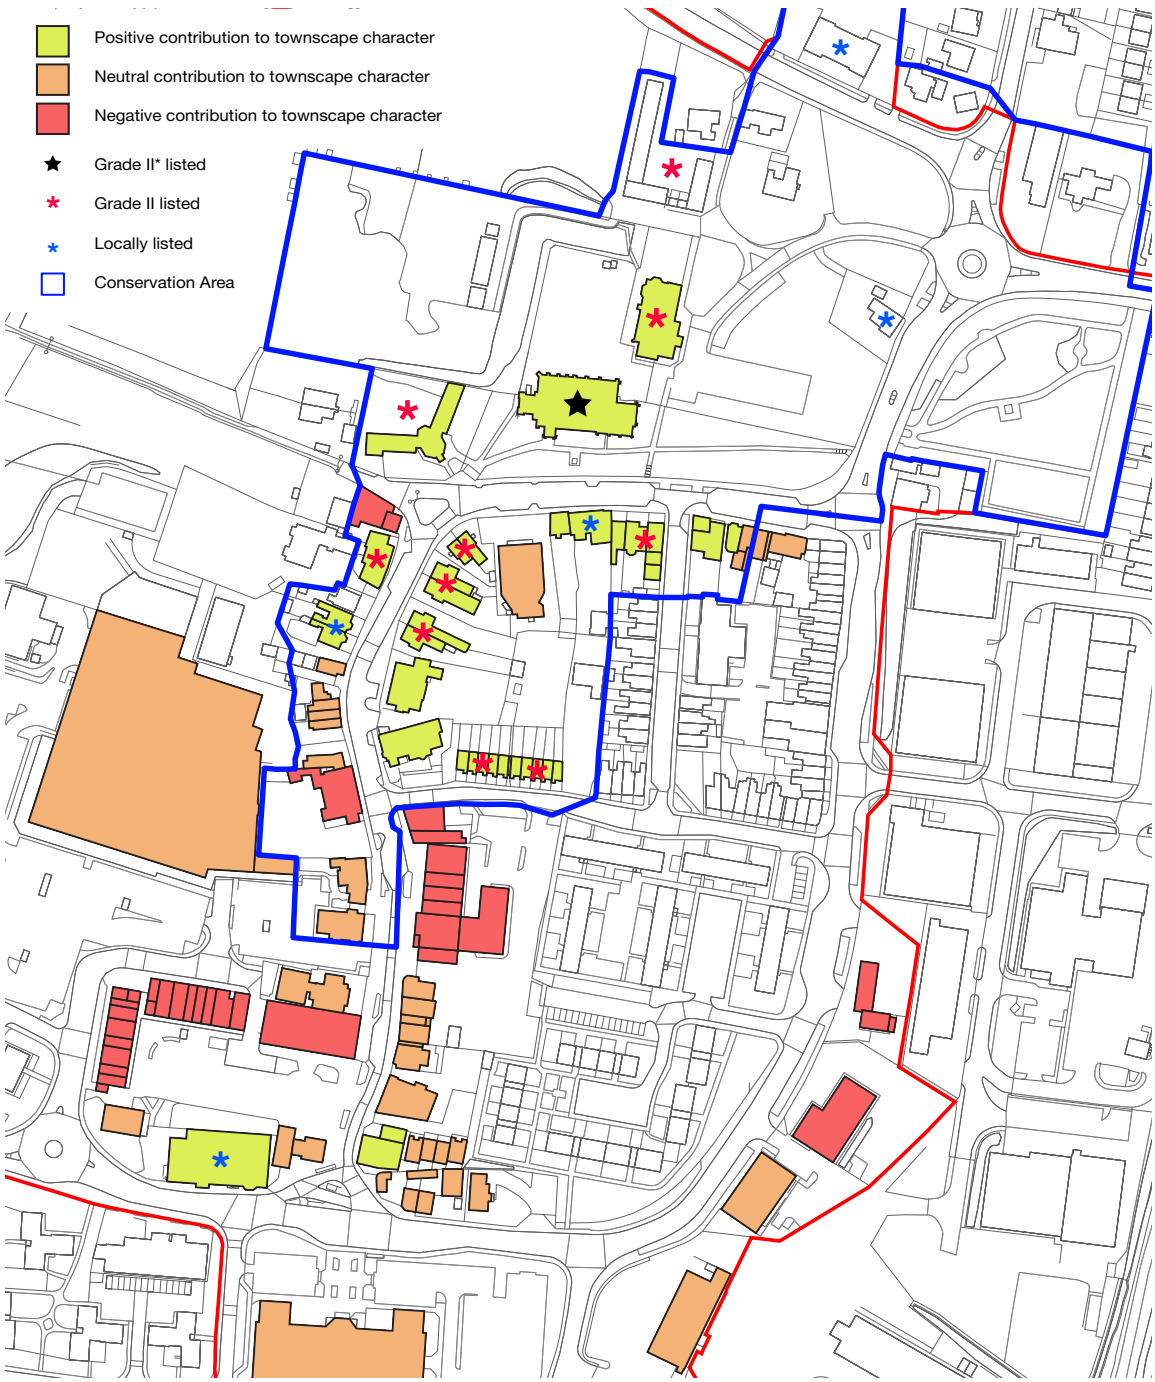 Positive contribution to townscape character
Neutral contribution to townscape character
Negative contribution to townscape character
Grade II* listed
Grade II listed
Locally listed
Conservation Area